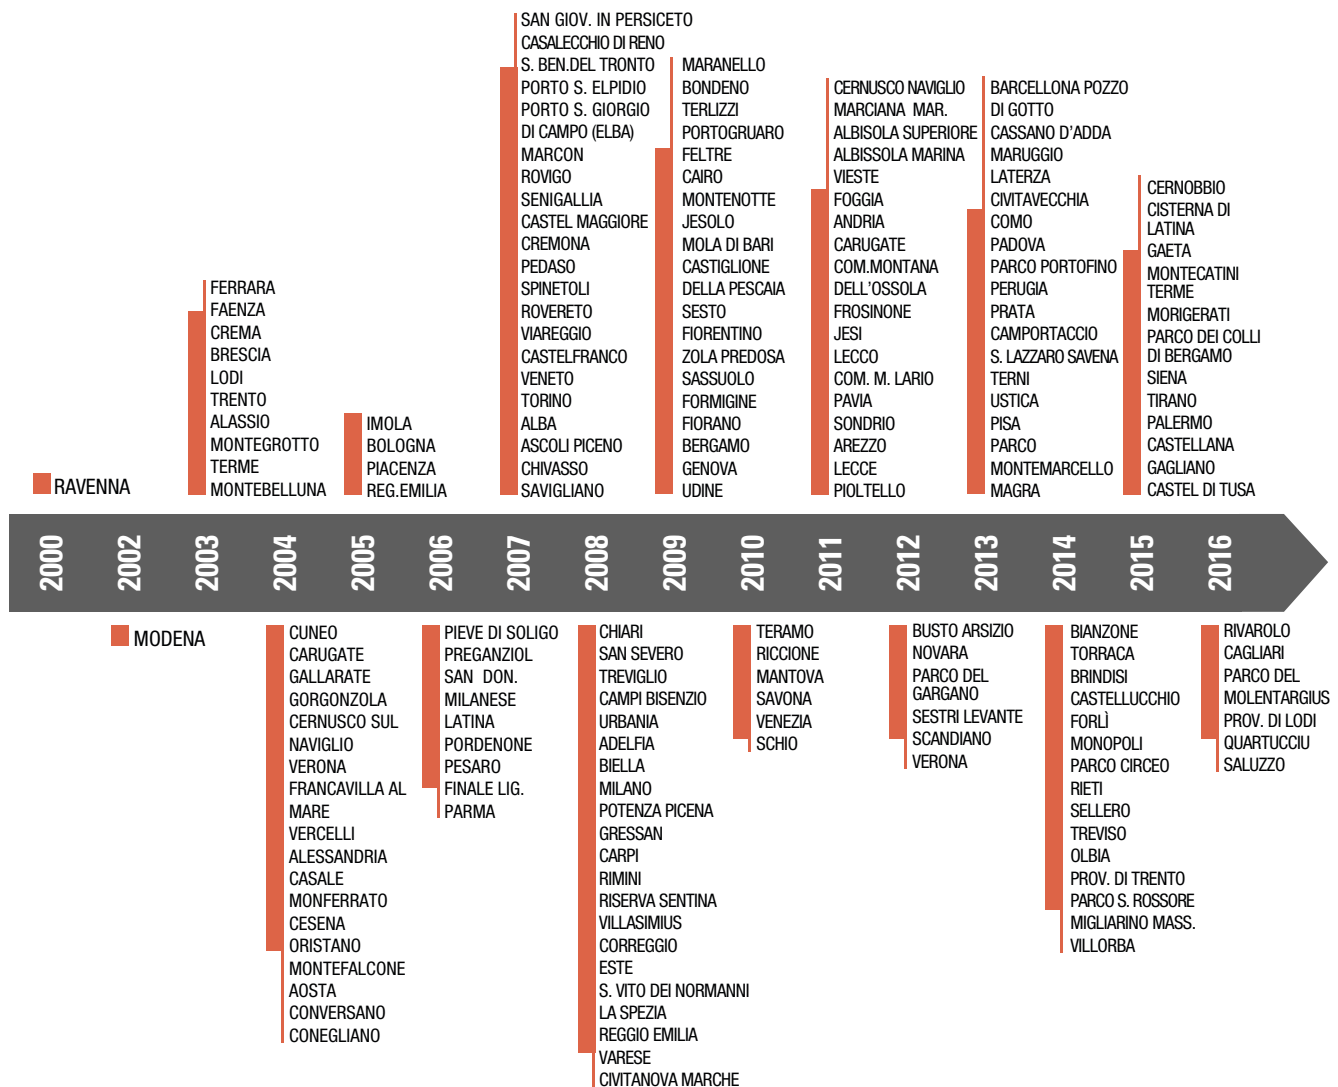 RAVENNA
FERRARA
FAENZA
CREMA
BRESCIA
LODI
TRENTO
ALASSIO
MONTEGROTTO
TERME
MONTEBELLUNA
IMOLA
BOLOGNA
PIACENZA
REG.EMILIA
SAN GIOV. IN PERSICETO
CASALECCHIO DI RENO
S. BEN.DEL TRONTO
PORTO S. ELPIDIO
PORTO S. GIORGIO
DI CAMPO (ELBA)
MARCON
ROVIGO
SENIGALLIA
CASTEL MAGGIORE
CREMONA
PEDASO
SPINETOLI
ROVERETO
VIAREGGIO
CASTELFRANCO
VENETO
TORINO
ALBA
ASCOLI PICENO
CHIVASSO
SAVIGLIANO
MARANELLO
BONDENO
TERLIZZI
PORTOGRUARO
FELTRE
CAIRO
MONTENOTTE
JESOLO
MOLA DI BARI
CASTIGLIONE
DELLA PESCAIA
SESTO
FIORENTINO
ZOLA PREDOSA
SASSUOLO
FORMIGINE
FIORANO
BERGAMO
GENOVA
UDINE
CERNUSCO NAVIGLIO
MARCIANA MAR.
ALBISOLA SUPERIORE
ALBISSOLA MARINA
VIESTE
FOGGIA
ANDRIA
CARUGATE
COM.MONTANA
DELL'OSSOLA
FROSINONE
JESI
LECCO
COM. M. LARIO
PAVIA
SONDRIO
AREZZO
LECCE
PIOLTELLO
BARCELLONA POZZO
DI GOTTO
CASSANO D'ADDA
MARUGGIO
LATERZA
CIVITAVECCHIA
COMO
PADOVA
PARCO PORTOFINO
PERUGIA
PRATA
CAMPORTACCIO
S. LAZZARO SAVENA
TERNI
USTICA
PISA
PARCO
MONTEMARCELLO
MAGRA
CERNOBBIO
CISTERNA DI
LATINA
GAETA
MONTECATINI
TERME
MORIGERATI
PARCO DEI COLLI
DI BERGAMO
SIENA
TIRANO
PALERMO
CASTELLANA
GAGLIANO
CASTEL DI TUSA
2000
2002
2003
2004
2005
2006
2007
2008
2009
2010
2011
2012
2013
2014
2015
2016
MODENA
CUNEO
CARUGATE
GALLARATE
GORGONZOLA
CERNUSCO SUL
NAVIGLIO
VERONA
FRANCAVILLA AL
MARE
VERCELLI
ALESSANDRIA
CASALE
MONFERRATO
CESENA
ORISTANO
MONTEFALCONE
AOSTA
CONVERSANO
CONEGLIANO
PIEVE DI SOLIGO
PREGANZIOL
SAN DON.
MILANESE
LATINA
PORDENONE
PESARO
FINALE LIG.
PARMA
CHIARI
SAN SEVERO
TREVIGLIO
CAMPI BISENZIO
URBANIA
ADELFIA
BIELLA
MILANO
POTENZA PICENA
GRESSAN
CARPI
RIMINI
RISERVA SENTINA
VILLASIMIUS
CORREGGIO
ESTE
S. VITO DEI NORMANNI
LA SPEZIA
REGGIO EMILIA
VARESE
CIVITANOVA MARCHE
TERAMO
RICCIONE
MANTOVA
SAVONA
VENEZIA
SCHIO
BUSTO ARSIZIO
NOVARA
PARCO DEL
GARGANO
SESTRI LEVANTE
SCANDIANO
VERONA
BIANZONE
TORRACA
BRINDISI
CASTELLUCCHIO
FORLÌ
MONOPOLI
PARCO CIRCEO
RIETI
SELLERO
TREVISO
OLBIA
PROV. DI TRENTO
PARCO S. ROSSORE
MIGLIARINO MASS.
VILLORBA
RIVAROLO
CAGLIARI
PARCO DEL
MOLENTARGIUS
PROV. DI LODI
QUARTUCCIU
SALUZZO